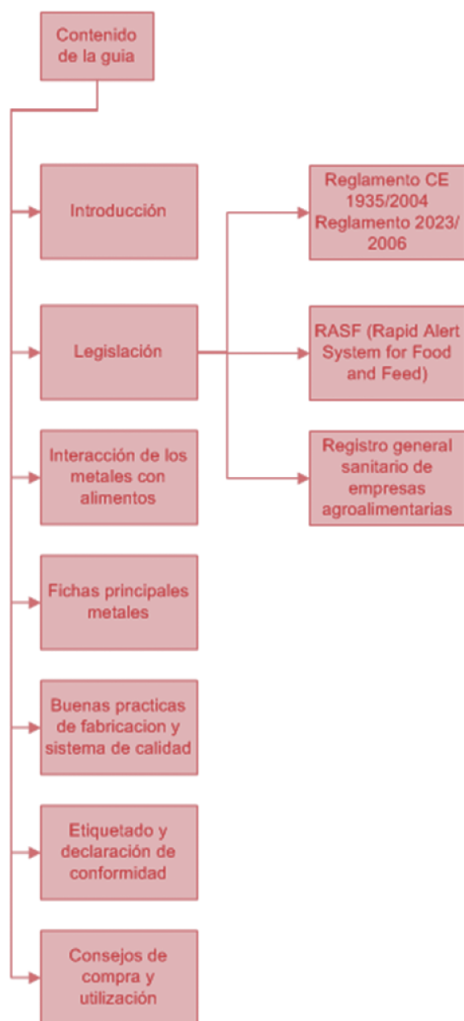 Contenido
de la guia
Introducción
Reglamento CE
1935/2004
Reglamento 2023/
2006
Legislación
RASF (Rapid Alert
System for Food
and Feed)
Interacción de los
metales con
alimentos
Registro general
sanitario de
empresas
agroalimentarias
Fichas principales
metales
Buenas practicas
de fabricacion y
sistema de calidad
Etiquetado y
declaración de
conformidad
Consejos de
compra y
utilización